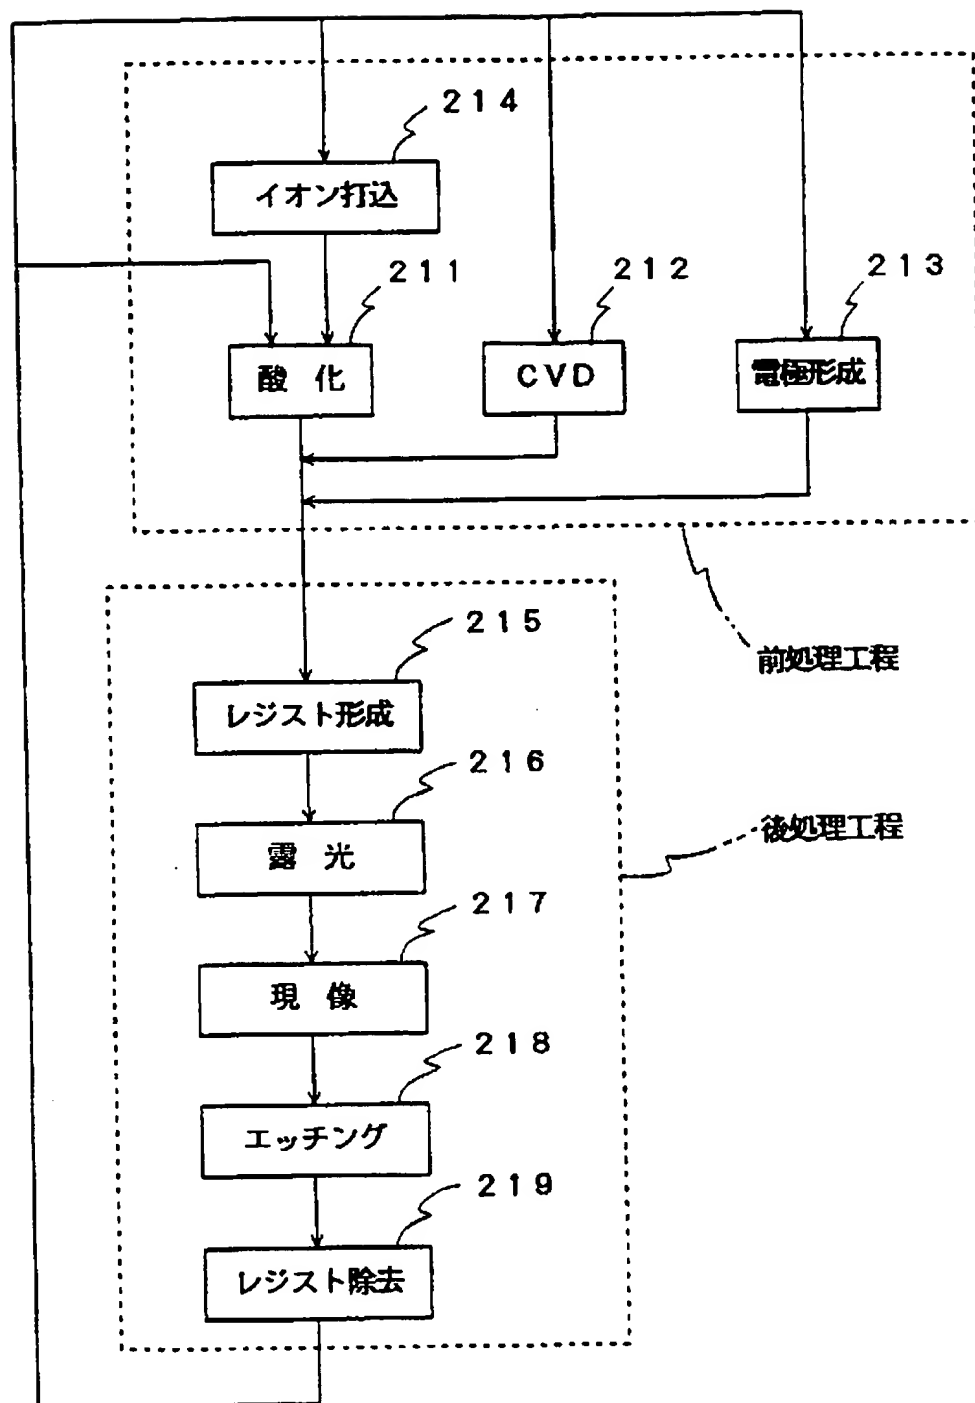 ２１４
イオン打込
２１１
２１２
２１３
酸　化
ＣＶＤ
電極形成
２１５
前処理工程
レジスト形成
２１６
後処理工程
露　光
２１７
現　像
２１８
エッチング
２１９
レジスト除去